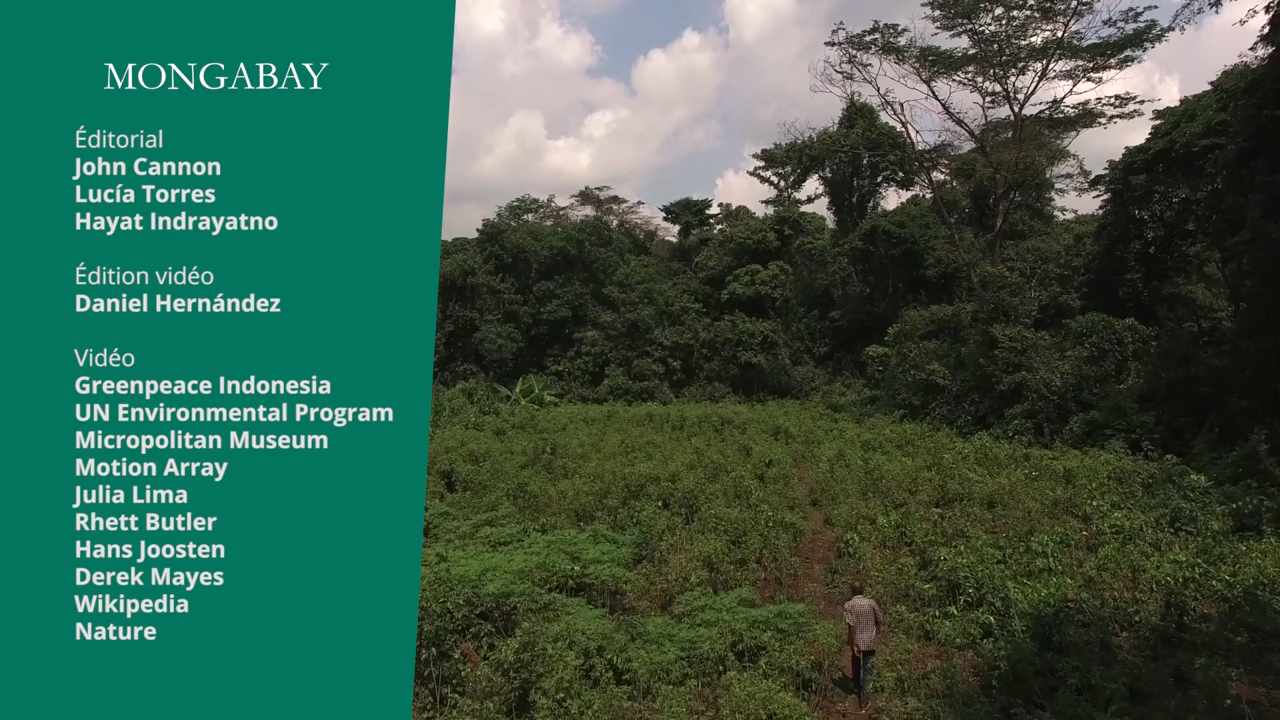 MONGABAY
Éditorial
John Cannon
Lucía Torres
Hayat Indrayatno
Édition vidéo
Daniel Hernández
Vidéo
Greenpeace Indonesia
UN Environmental Program
Micropolitan Museum
Motion Array
Julia Lima
Rhett Butler
Hans Joosten
Derek Mayes
Wikipedia
Nature